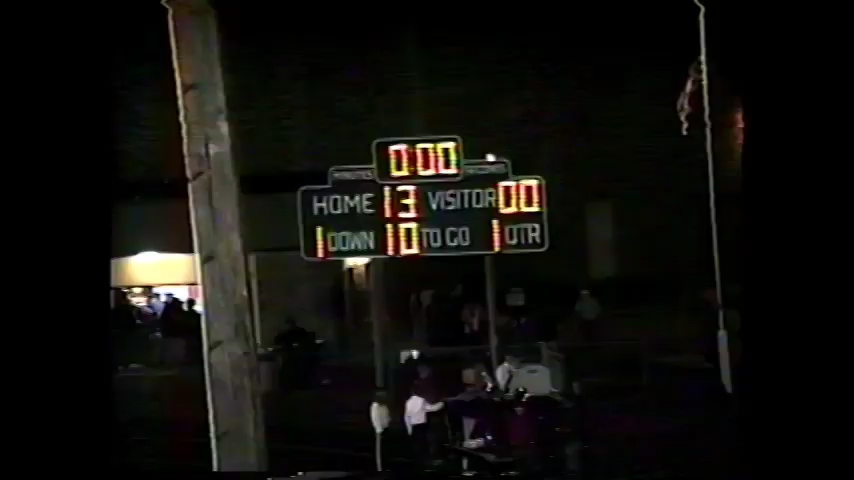 0:00
MINUTES SECONDS
HOME 13 VISITOR 00
1 DOWN 10 TO GO 1 QTR